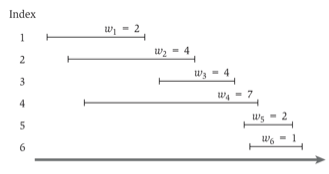 Index
1 w₁ = 2
2 w₂ = 4
3 w₃ = 4
4 w₄ = 7
5 w₅ = 2
6 w₆ = 1